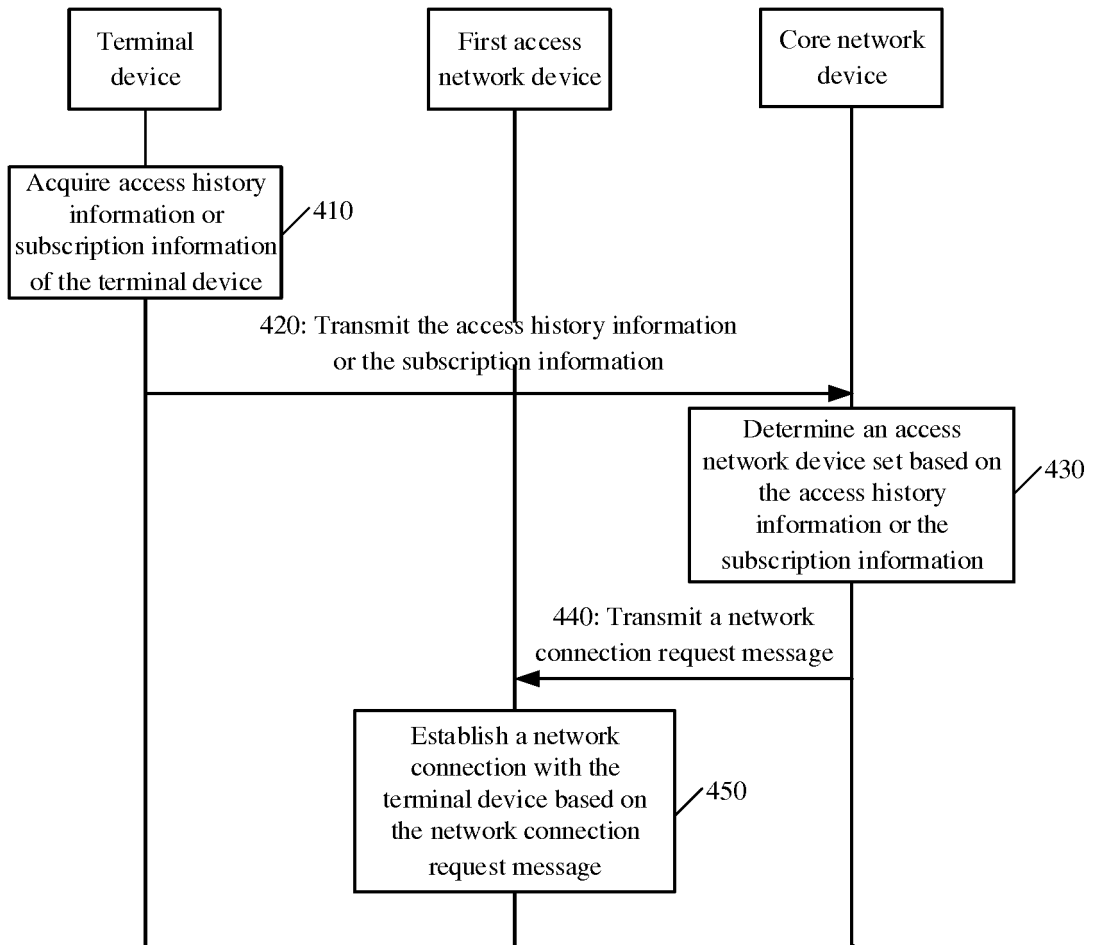 Terminal
device
First access
network device
Core network
device
Acquire access history
information or
subscription information
of the terminal device
410
420: Transmit the access history information
or the subscription information
Determine an access
network device set based on
the access history
information or the
subscription information
430
440: Transmit a network
connection request message
Establish a network
connection with the
terminal device based on
the network connection
request message
450